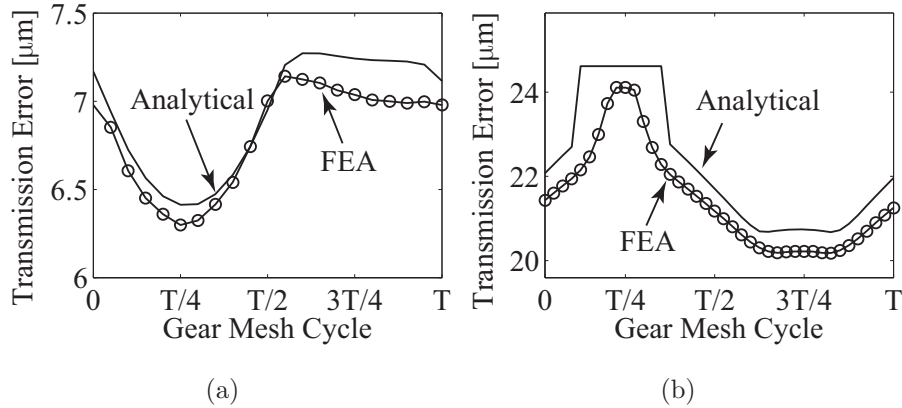 Transmission Error [μm]
7.5
7
6.5
6
Analytical
FEA
0
T/4
T/2
3T/4
T
Gear Mesh Cycle
(a)
Transmission Error [μm]
24
22
20
Analytical
FEA
0
T/4
T/2
3T/4
T
Gear Mesh Cycle
(b)